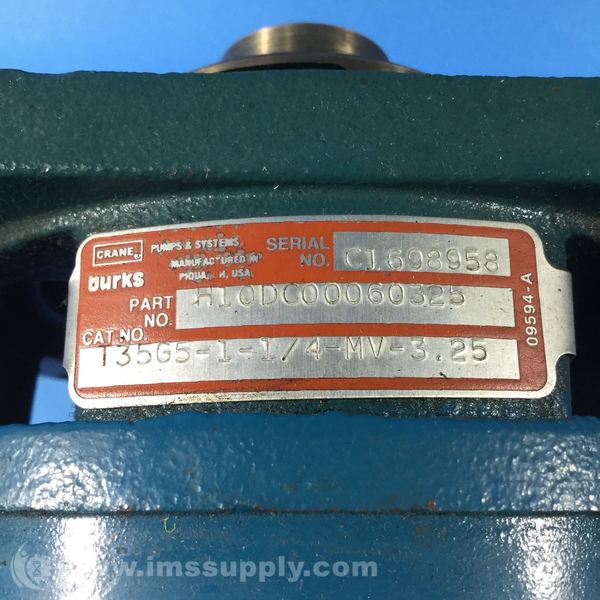 CRANE®
PUMPS & SYSTEMS
MANUFACTURED IN
PIQUA, USA
burks
SERIAL NO. C1698958
PART NO. H10DC00060325
CAT.NO. T35G5-1-1/4-MV-3.25
09594-A
www.imssupply.com